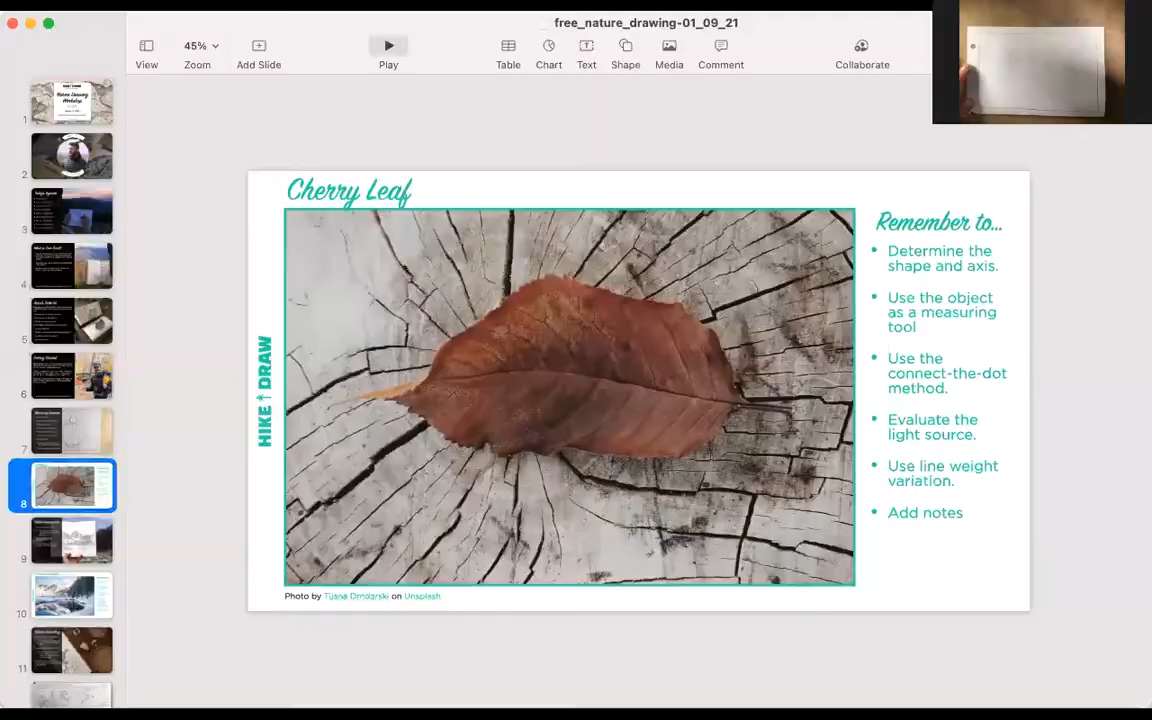 free_nature_drawing-01_09_21
45%
View
Zoom
Add Slide
Play
Table
Chart
Text
Shape
Media
Comment
Collaborate
1
2
3
4
5
6
7
8
9
10
11
Cherry Leaf
HIKE DRAW
Remember to...
• Determine the
shape and axis.
• Use the object
as a measuring
tool
• Use the
connect-the-dot
method.
• Evaluate the
light source.
• Use line weight
variation.
• Add notes
Photo by Tijana Drndarski on Unsplash